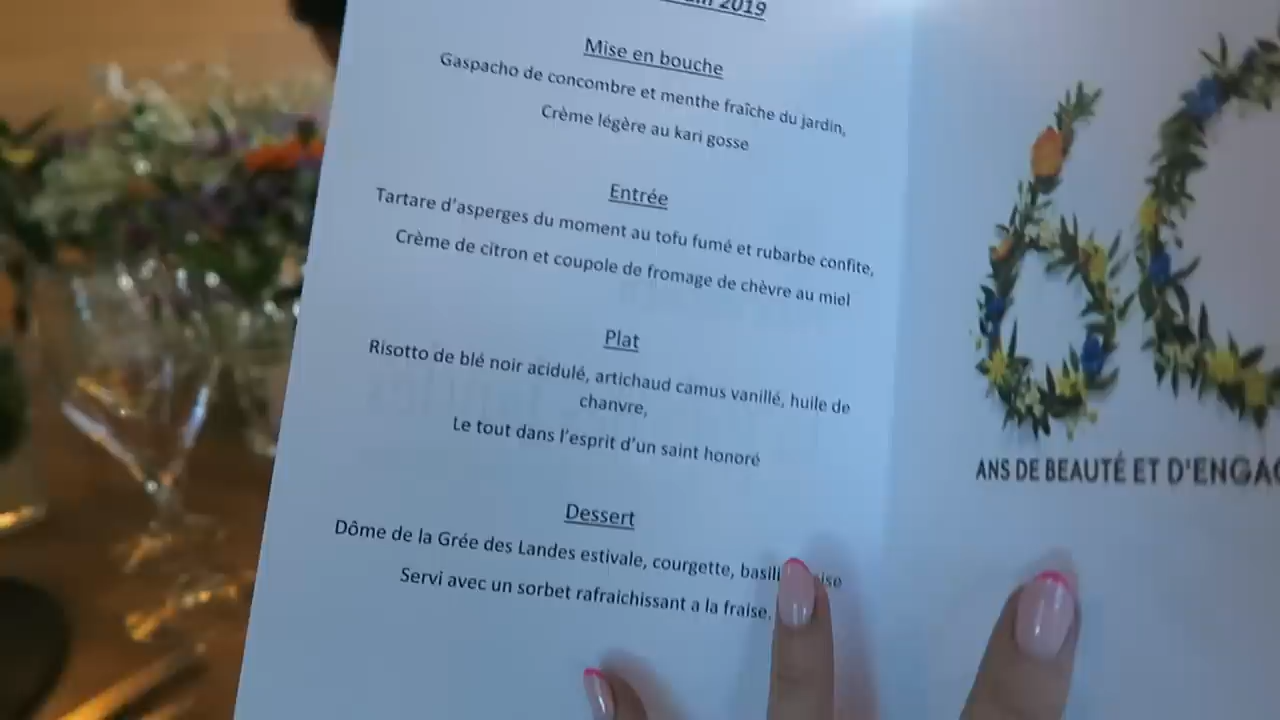 2019
Mise en bouche
Gaspacho de concombre et menthe fraîche du jardin,
Crème légère au kari gosse
Entrée
Tartare d'asperges du moment au tofu fumé et rubarbe confite,
Crème de citron et coupole de fromage de chèvre au miel
Plat
Risotto de blé noir acidulé, artichaud camus vanillé, huile de
chanvre,
Le tout dans l'esprit d'un saint honoré
Dessert
Dôme de la Grée des Landes estivale, courgette,
Servi avec un sorbet rafraichissant a la fraise.
60
ANS DE BEAUTÉ ET